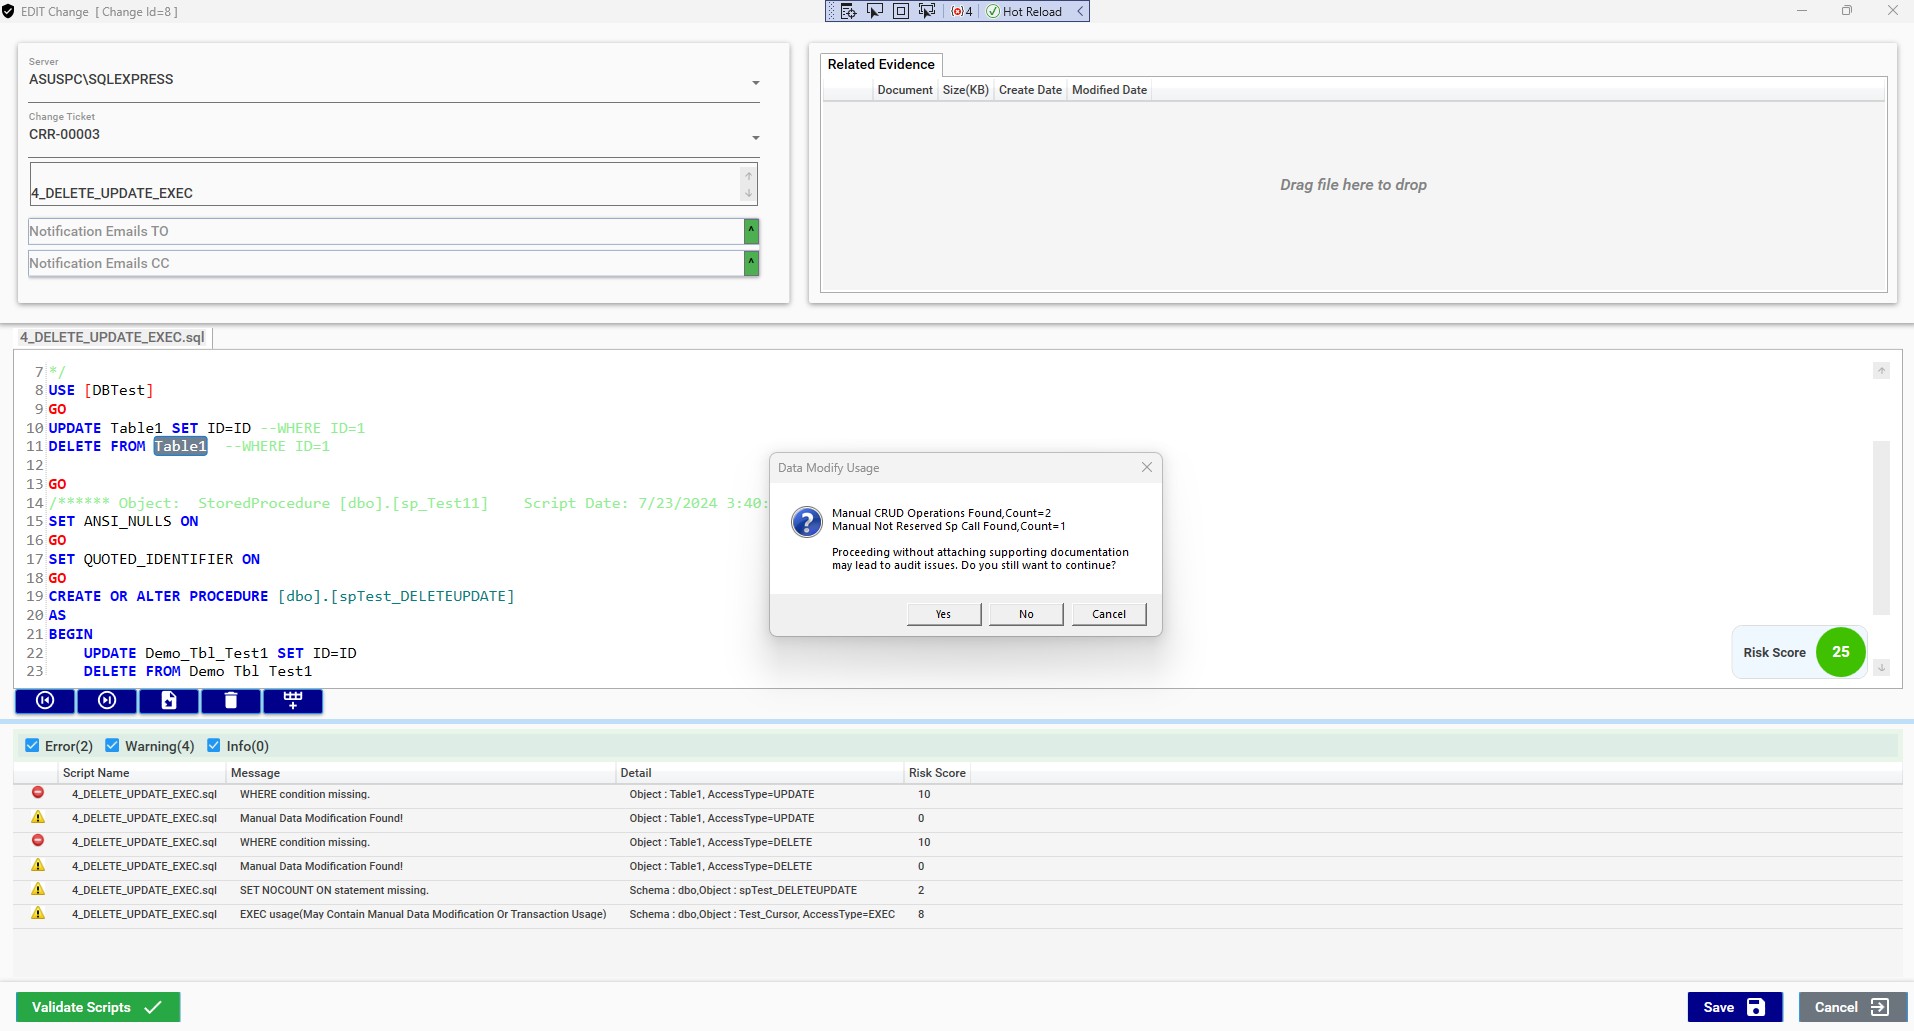 EDIT Change [ Change Id=8 ]
4 Hot Reload
Server
ASUSPC\SQLEXPRESS
Change Ticket
CRR-00003
4_DELETE_UPDATE_EXEC
Notification Emails TO ^
Notification Emails CC ^
Related Evidence
Document Size(KB) Create Date Modified Date
Drag file here to drop
4_DELETE_UPDATE_EXEC.sql
7 */
8 USE [DBTest]
9 GO
10 UPDATE Table1 SET ID=ID --WHERE ID=1
11 DELETE FROM Table1 --WHERE ID=1
12
13 GO
14 /****** Object: StoredProcedure [dbo].[sp_Test11] Script Date: 7/23/2024 3:40:
15 SET ANSI_NULLS ON
16 GO
17 SET QUOTED_IDENTIFIER ON
18 GO
19 CREATE OR ALTER PROCEDURE [dbo].[spTest_DELETEUPDATE]
20 AS
21 BEGIN
22 UPDATE Demo_Tbl_Test1 SET ID=ID
23 DELETE FROM Demo Tbl Test1
Data Modify Usage
Manual CRUD Operations Found,Count=2
Manual Not Reserved Sp Call Found,Count=1
Proceeding without attaching supporting documentation
may lead to audit issues. Do you still want to continue?
Yes No Cancel
Risk Score 25
Error(2) Warning(4) Info(0)
Script Name Message Detail Risk Score
4_DELETE_UPDATE_EXEC.sql WHERE condition missing. Object : Table1, AccessType=UPDATE 10
4_DELETE_UPDATE_EXEC.sql Manual Data Modification Found! Object : Table1, AccessType=UPDATE 0
4_DELETE_UPDATE_EXEC.sql WHERE condition missing. Object : Table1, AccessType=DELETE 10
4_DELETE_UPDATE_EXEC.sql Manual Data Modification Found! Object : Table1, AccessType=DELETE 0
4_DELETE_UPDATE_EXEC.sql SET NOCOUNT ON statement missing. Schema : dbo,Object : spTest_DELETEUPDATE 2
4_DELETE_UPDATE_EXEC.sql EXEC usage(May Contain Manual Data Modification Or Transaction Usage) Schema : dbo,Object : Test_Cursor, AccessType=EXEC 8
Validate Scripts Save Cancel